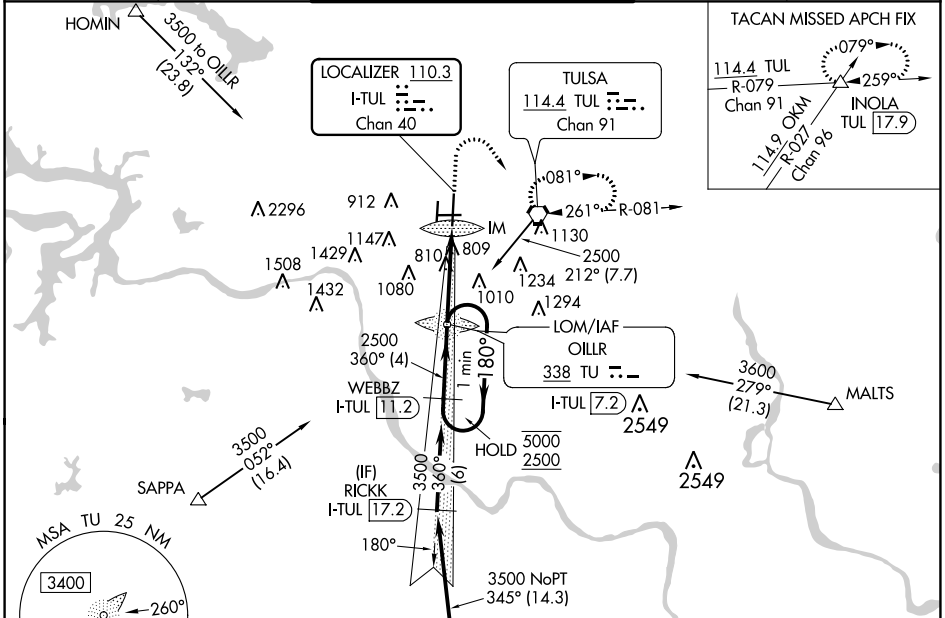 HOMIN
3500 to OILLR
132°
(23.8)
LOCALIZER 110.3
I-TUL
Chan 40
TULSA
114.4 TUL
Chan 91
TACAN MISSED APCH FIX
079°
114.4 TUL
R-079
Chan 91
259°
INOLA
TUL 17.9
114.9 OKM
R-027
Chan 96
081°
261°
R-081
2296
912
IM
1130
1147
1429
810
809
2500
212° (7.7)
1508
1432
1080
1010
1234
1294
LOM/IAF
OILLR
338 TU
2500
360° (4)
1 min
180°
WEBBZ
I-TUL 11.2
I-TUL 7.2
2549
3600
279°
(21.3)
MALTS
HOLD
5000
2500
2549
3500
052°
(16.4)
SAPPA
3500
360°
(6)
(IF)
RICKK
I-TUL 17.2
180°
3500 NoPT
345° (14.3)
MSA TU 25 NM
3400
260°